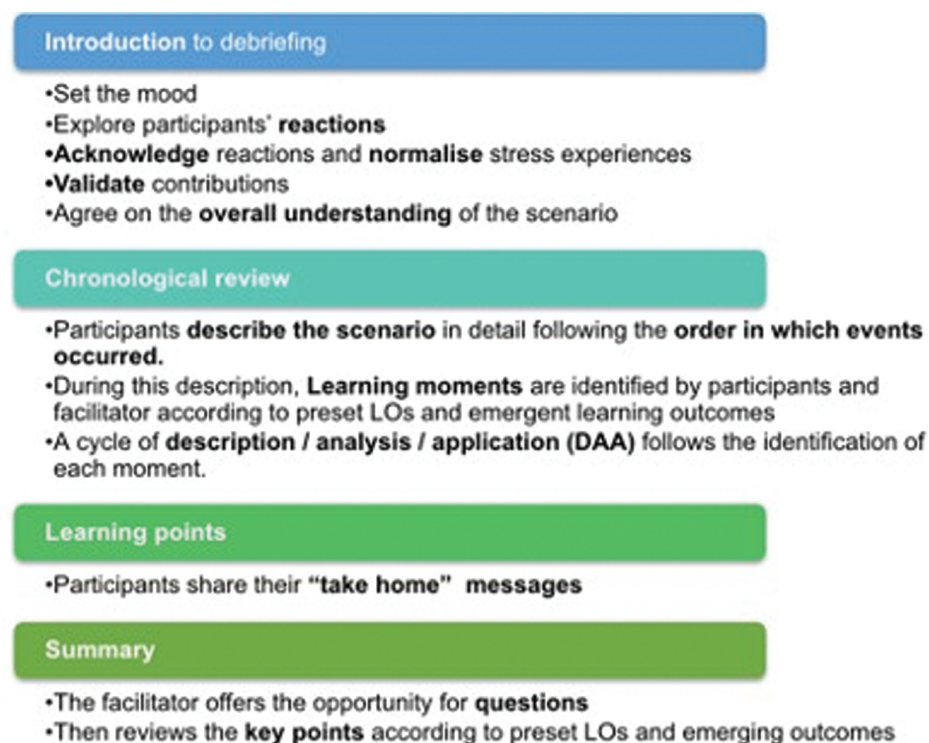 Introduction to debriefing
•Set the mood
•Explore participants' reactions
•Acknowledge reactions and normalise stress experiences
•Validate contributions
•Agree on the overall understanding of the scenario
Chronological review
•Participants describe the scenario in detail following the order in which events
occurred.
•During this description, Learning moments are identified by participants and
facilitator according to preset LOs and emergent learning outcomes
•A cycle of description / analysis / application (DAA) follows the identification of
each moment.
Learning points
•Participants share their “take home” messages
Summary
•The facilitator offers the opportunity for questions
•Then reviews the key points according to preset LOs and emerging outcomes